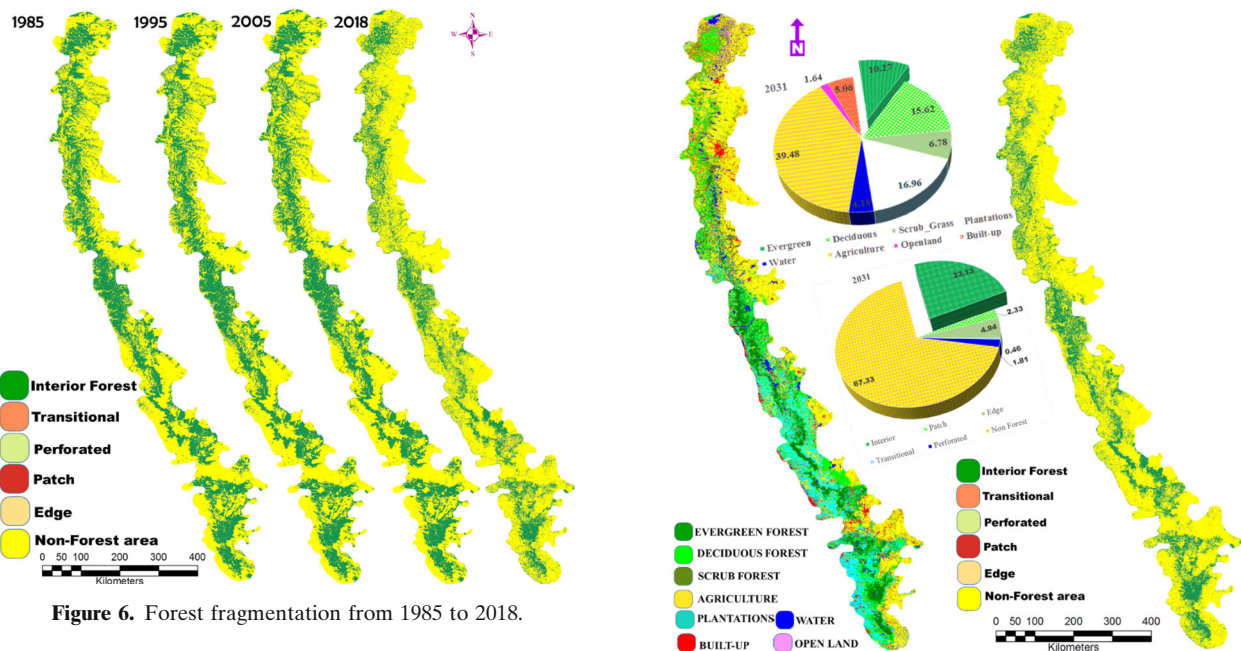 1985
1995
2005
2018
N
W E
S
Interior Forest
Transitional
Perforated
Patch
Edge
Non-Forest area
0 50 100 200 300 400
Kilometers
Figure 6. Forest fragmentation from 1985 to 2018.
N
2031
1.64
5.06
10.27
15.62
6.78
16.96
39.48
Evergreen
Deciduous
Scrub_Grass
Plantations
Water
Agriculture
Openland
Built-up
2031
23.13
2.33
4.94
0.46
1.81
67.33
Interior
Patch
Edge
Transitional
Perforated
Non Forest
EVERGREEN FOREST
DECIDUOUS FOREST
SCRUB FOREST
AGRICULTURE
PLANTATIONS
WATER
BUILT-UP
OPEN LAND
Interior Forest
Transitional
Perforated
Patch
Edge
Non-Forest area
0 50 100 200 300 400
Kilometers